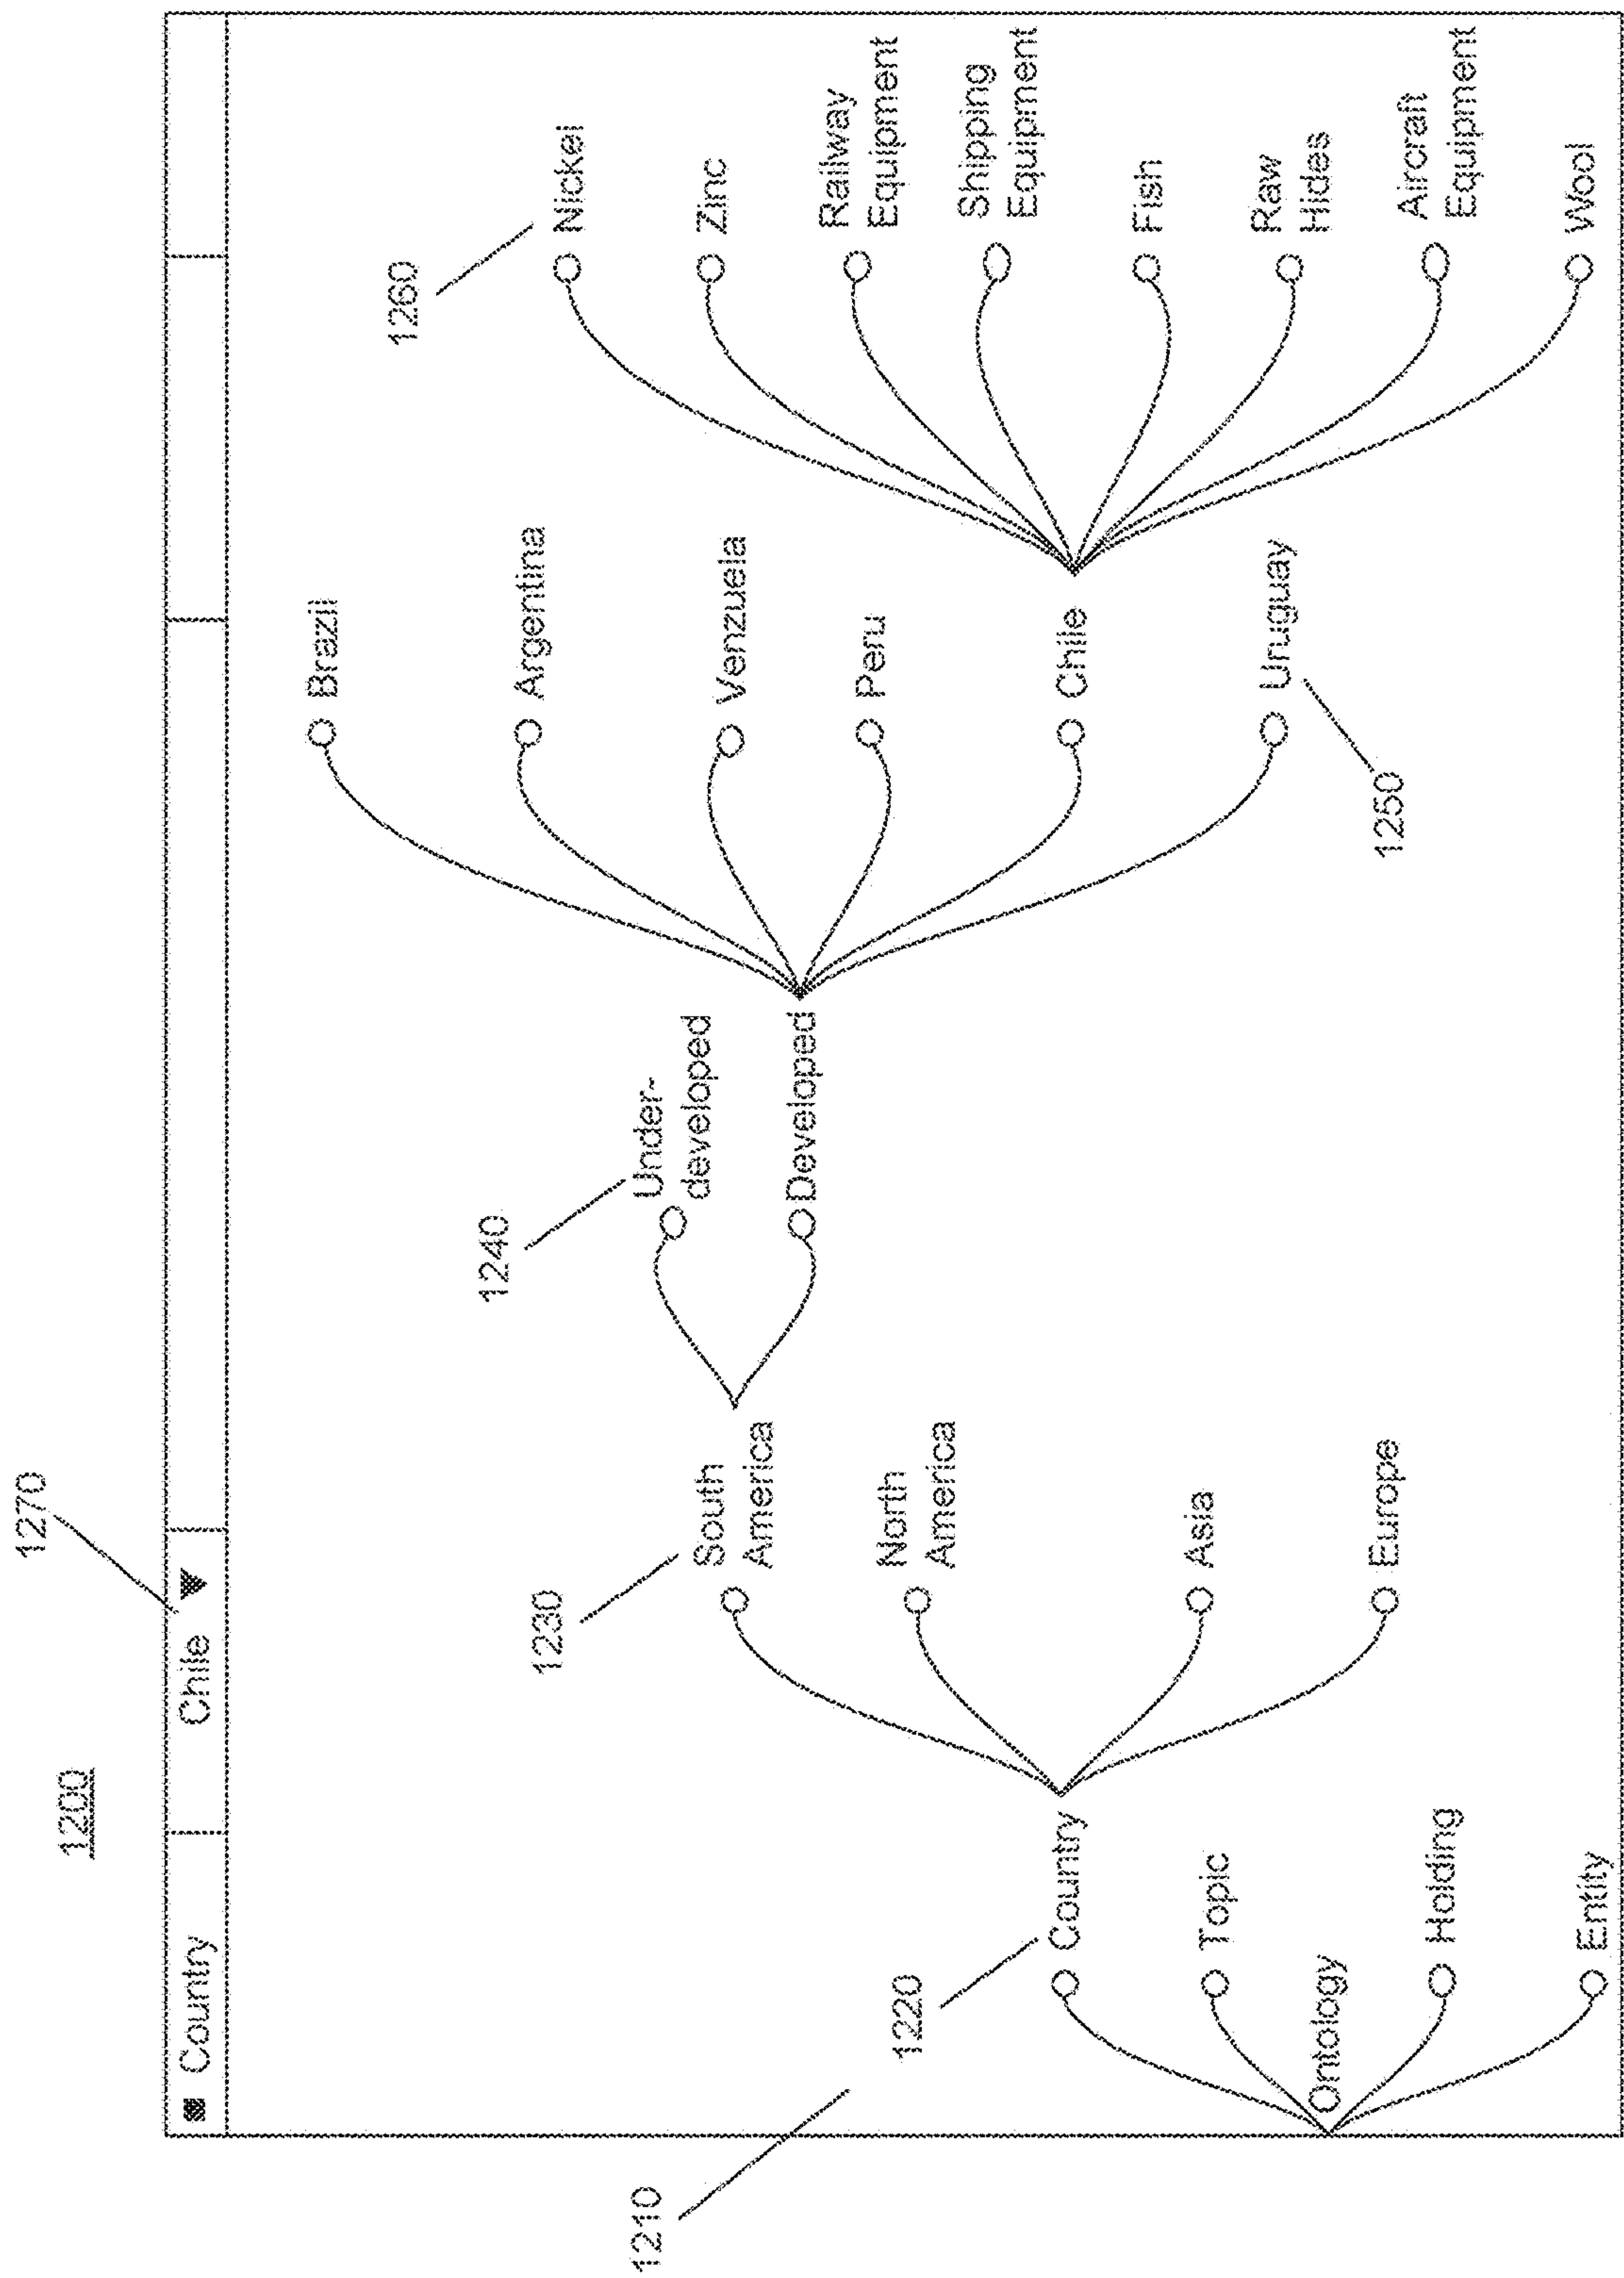 1200
1270
Country
Chile
1210
1220
Country
Topic
Ontology
Holding
Entity
1230
South
America
North
America
Asia
Europe
1240
Under-
developed
Developed
Brazil
Argentina
Venzuela
Peru
Chile
Uruguay
1250
1260
Nickel
Zinc
Railway
Equipment
Shipping
Equipment
Fish
Raw
Hides
Aircraft
Equipment
Wool